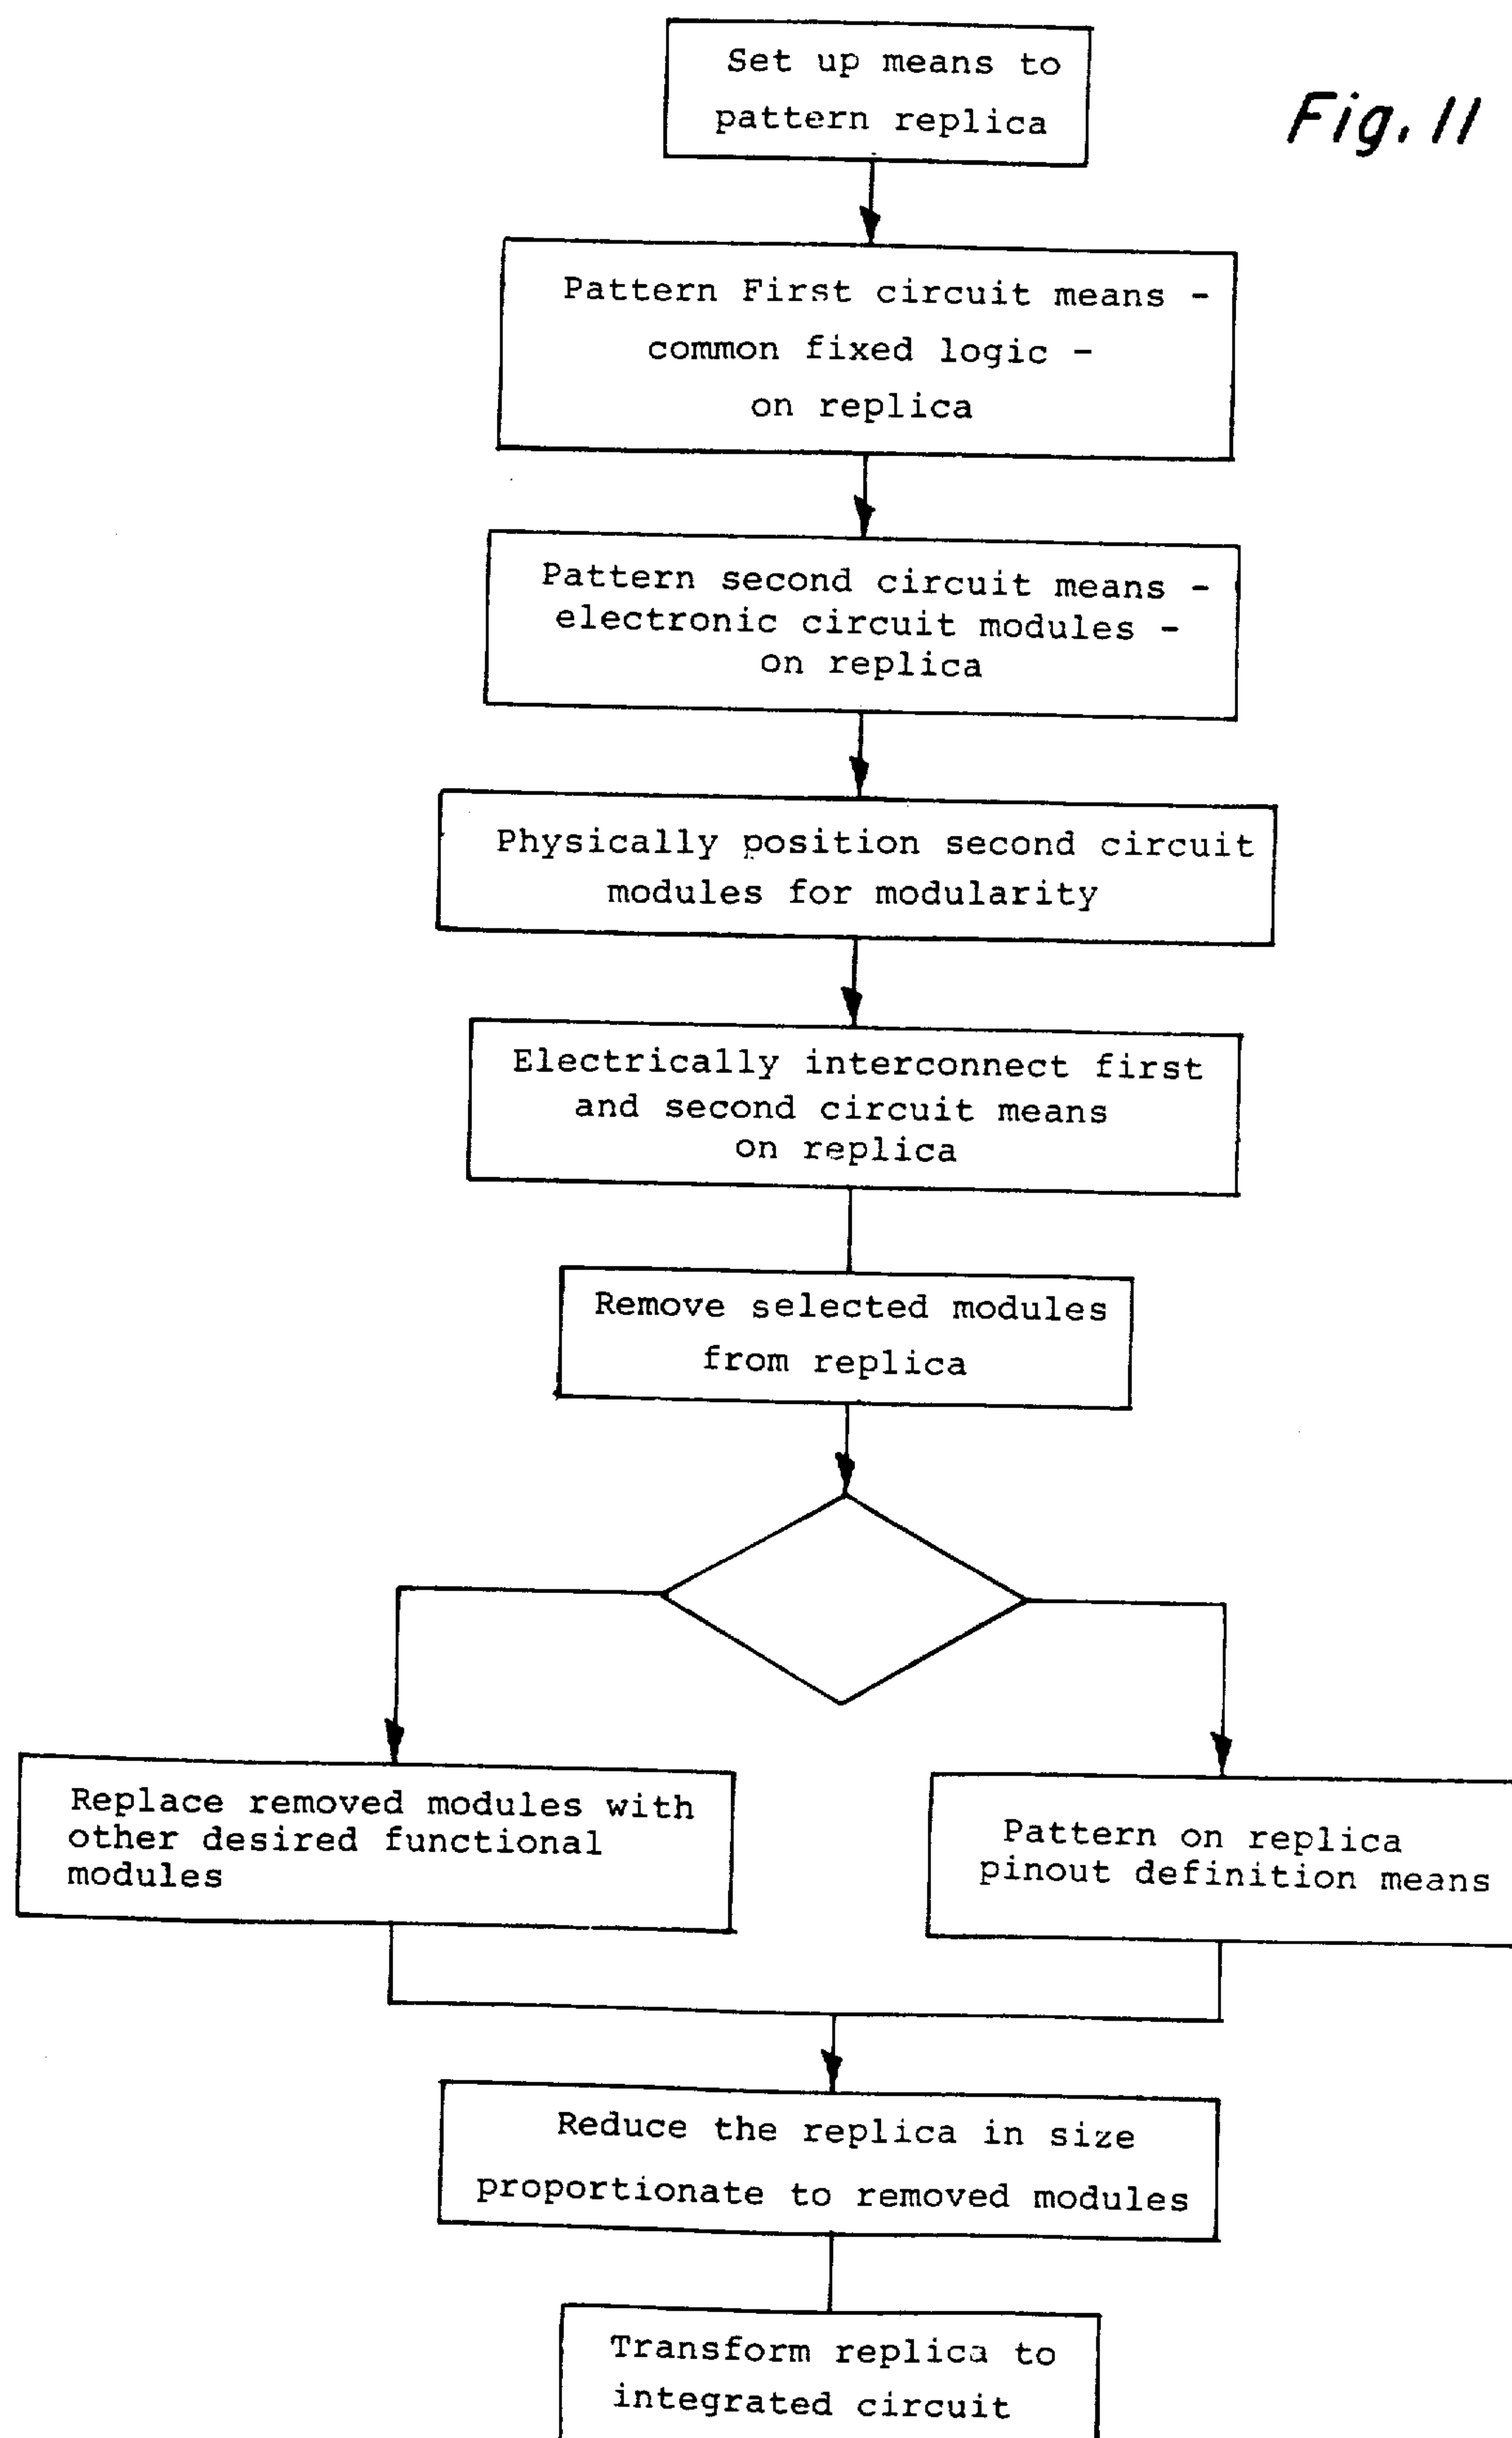 Set up means to
pattern replica
Fig. 11
Pattern First circuit means -
common fixed logic -
on replica
Pattern second circuit means -
electronic circuit modules -
on replica
Physically position second circuit
modules for modularity
Electrically interconnect first
and second circuit means
on replica
Remove selected modules
from replica
Replace removed modules with
other desired functional
modules
Pattern on replica
pinout definition means
Reduce the replica in size
proportionate to removed modules
Transform replica to
integrated circuit